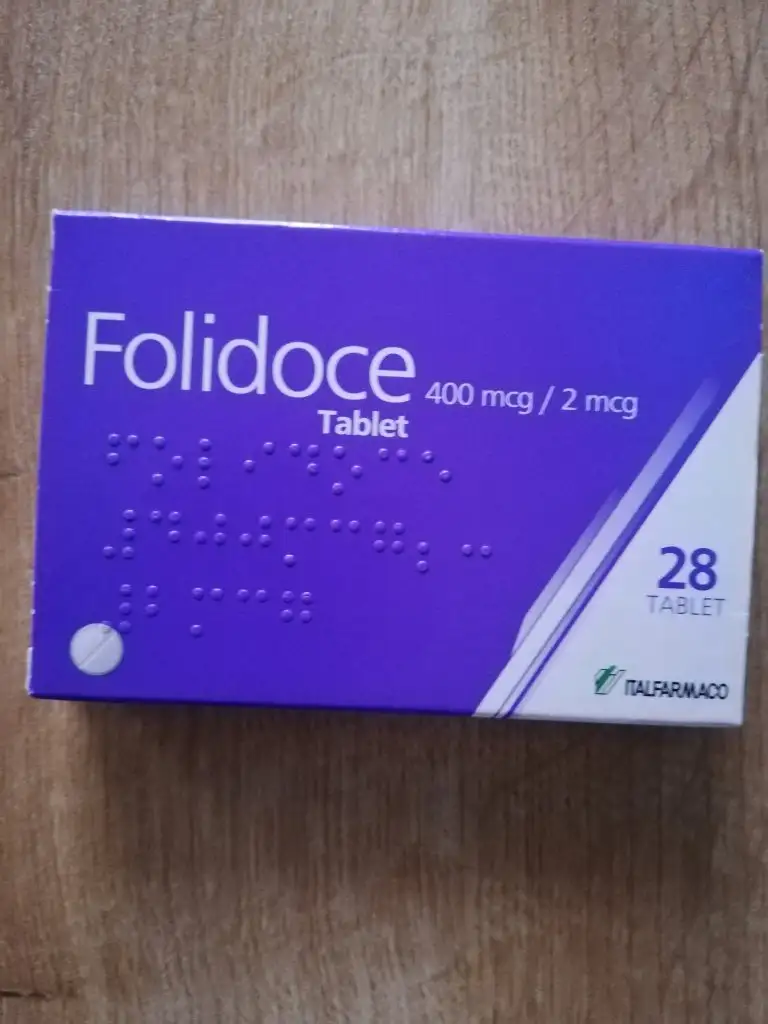 Folidoce 400 mcg / 2 mcg
Tablet
28
TABLET
ITALFARMACO